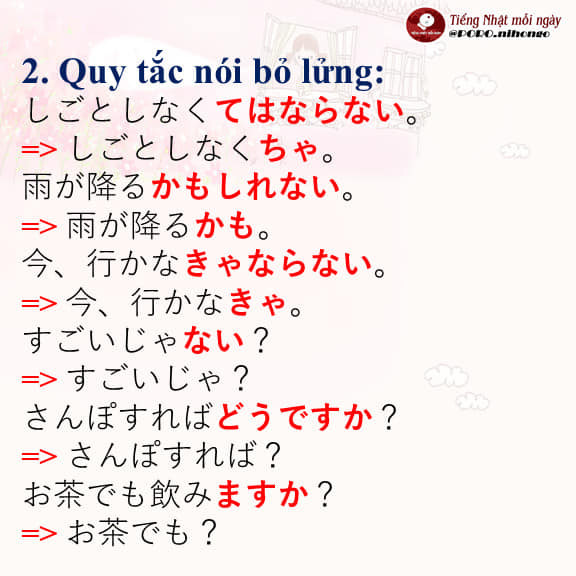 Tiếng Nhật mỗi ngày
@PORO.nihongo
2. Quy tắc nói bỏ lửng:
しごとしなくてはならない。
=> しごとしなくちゃ。
雨が降るかもしれない。
=> 雨が降るかも。
今、行かなきゃならない。
=> 今、行かなきゃ。
すごいじゃない？
=> すごいじゃ？
さんぽすればどうですか？
=> さんぽすれば？
お茶でも飲みますか？
=> お茶でも？